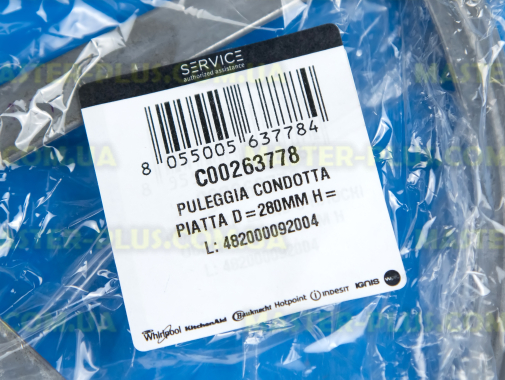 SERVICE
authorized assistance
8 055005 637784
C00263778
PULEGGIA CONDOTTA
PIATTA D=280MM H=
L: 482000092004
Whirlpool KitchenAid Bauknecht Hotpoint indesit IGNIS
MASTER-PLUS.COM.UA